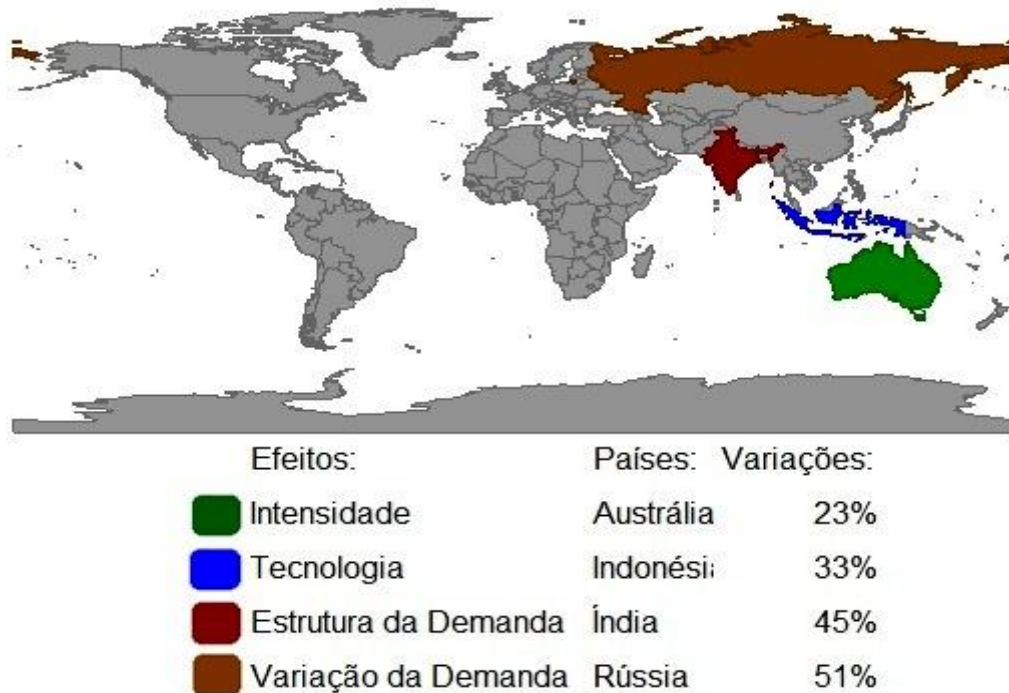 Efeitos: Países: Variações:
Intensidade Austrália 23%
Tecnologia Indonési 33%
Estrutura da Demanda Índia 45%
Variação da Demanda Rússia 51%